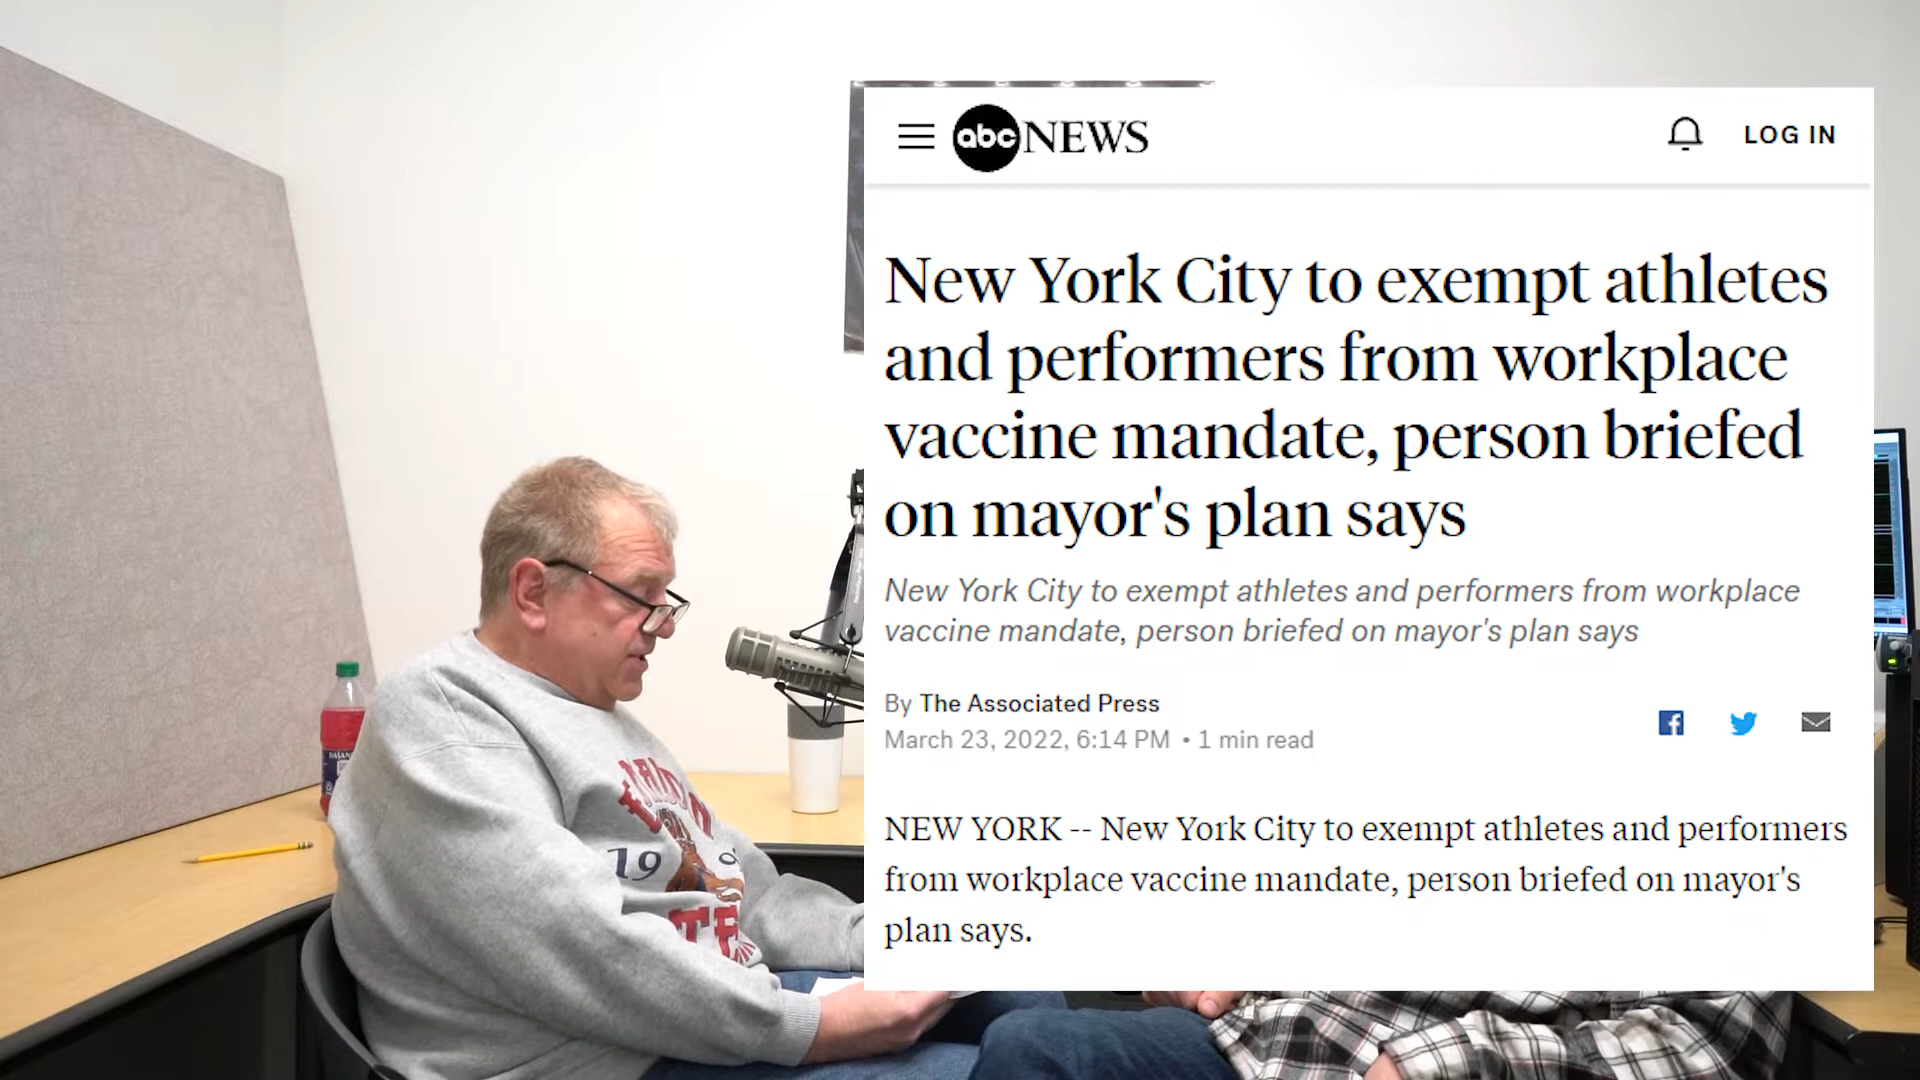 abc NEWS
LOG IN
New York City to exempt athletes
and performers from workplace
vaccine mandate, person briefed
on mayor's plan says
New York City to exempt athletes and performers from workplace
vaccine mandate, person briefed on mayor's plan says
By The Associated Press
March 23, 2022, 6:14 PM • 1 min read
NEW YORK -- New York City to exempt athletes and performers
from workplace vaccine mandate, person briefed on mayor's
plan says.
19